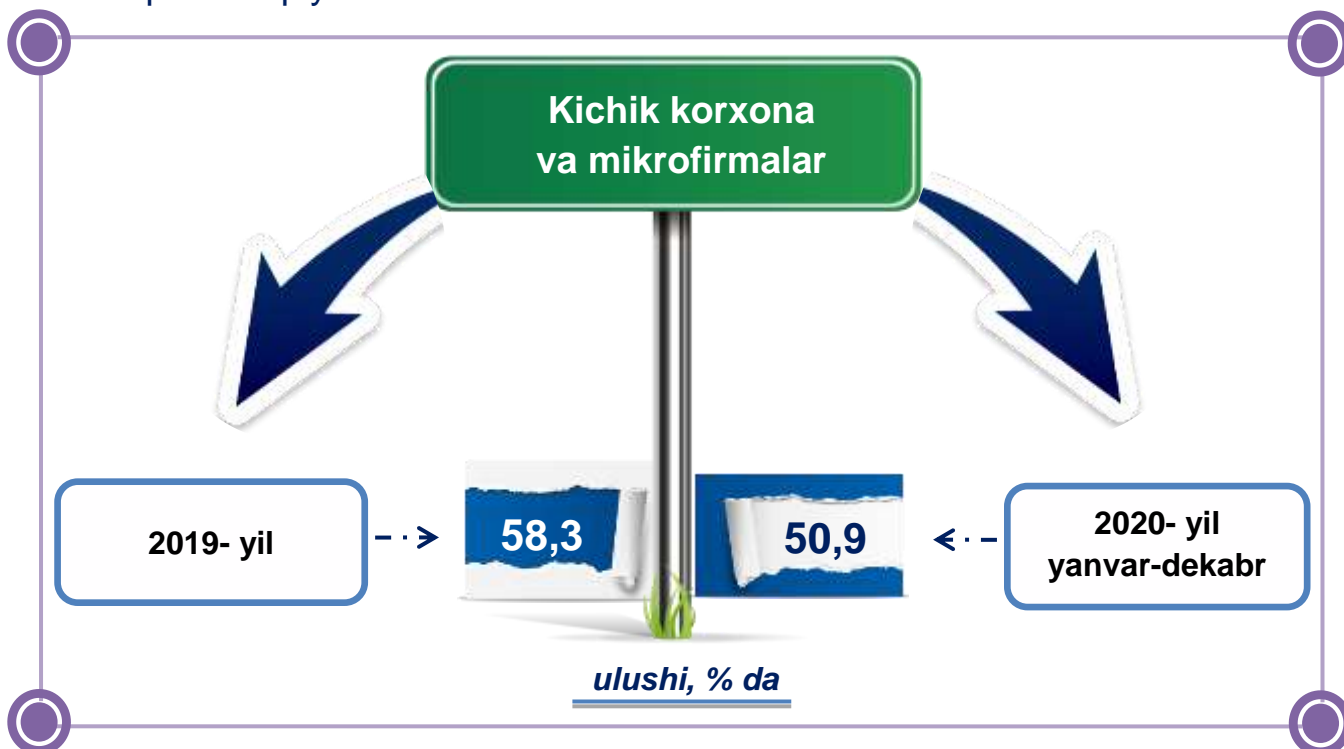 Kichik korxona
va mikrofirmalar
2019- yil
58,3
50,9
2020- yil
yanvar-dekabr
ulushi, % da